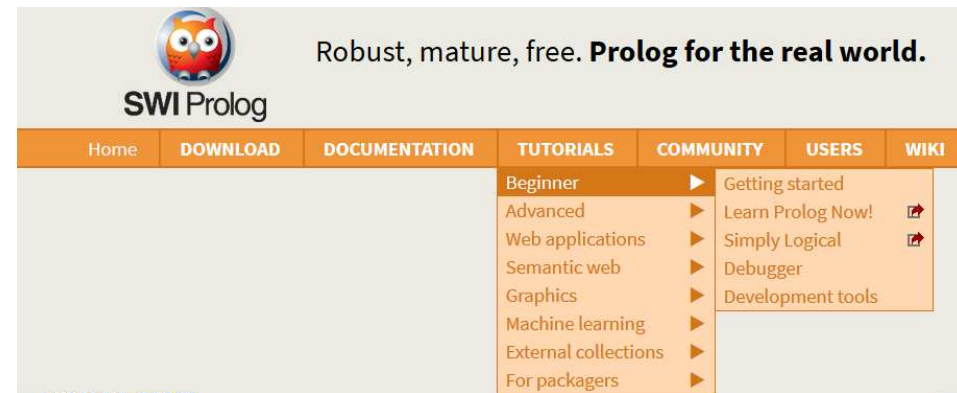 Robust, mature, free. Prolog for the real world.
SWI Prolog
Home DOWNLOAD DOCUMENTATION TUTORIALS COMMUNITY USERS WIKI
Beginner
Advanced
Web applications
Semantic web
Graphics
Machine learning
External collections
For packagers
Getting started
Learn Prolog Now!
Simply Logical
Debugger
Development tools